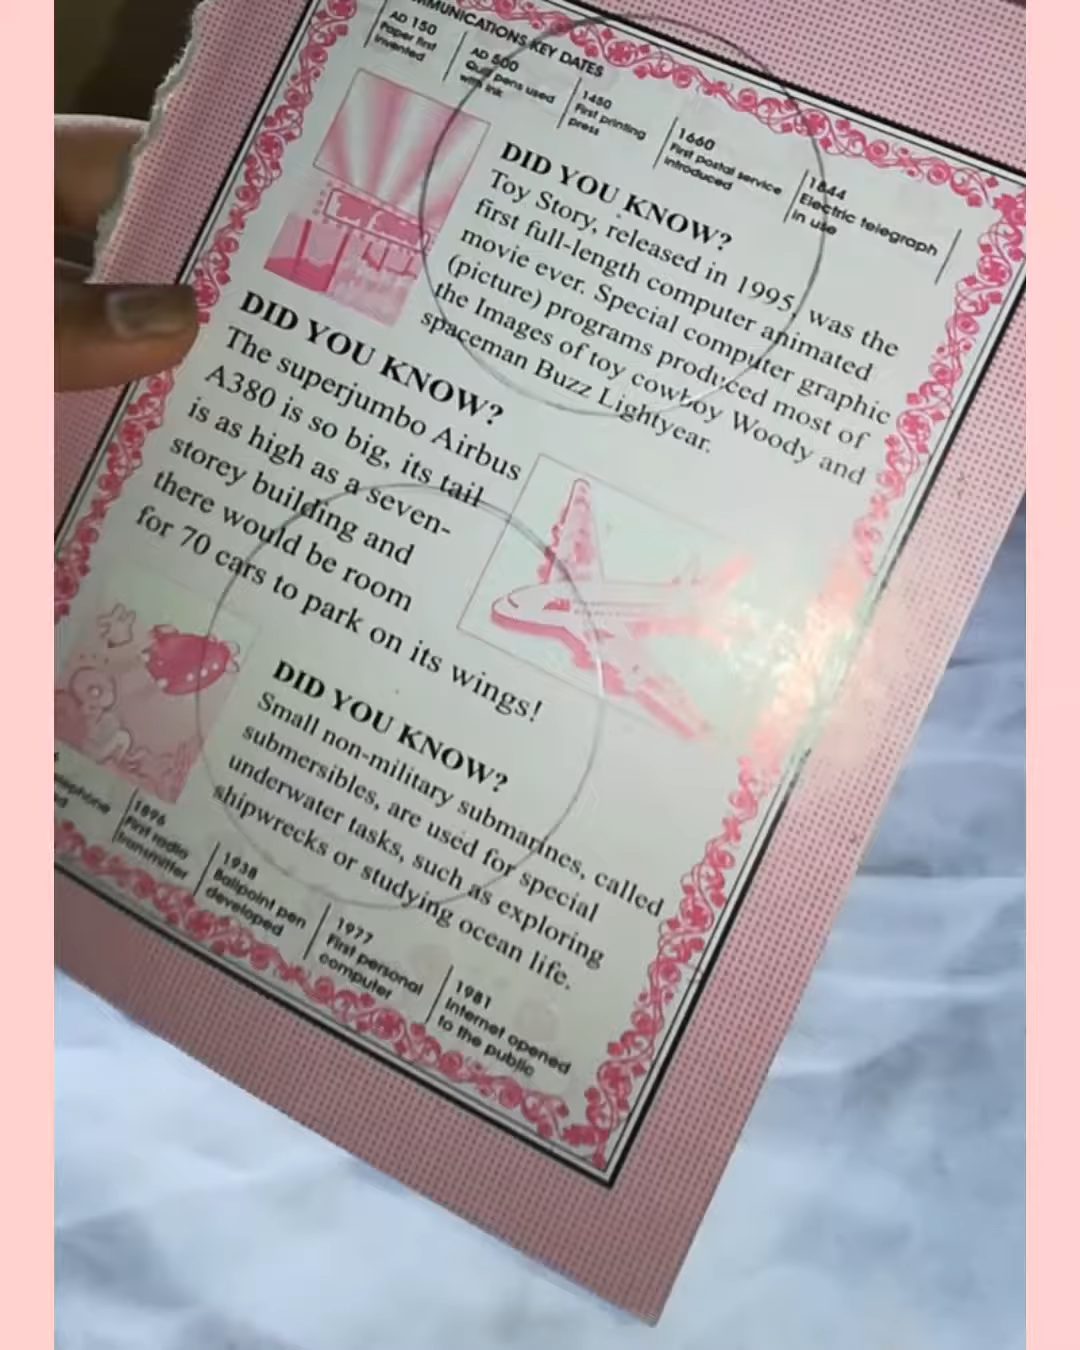 MMUNICATIONS KEY DATES
AD 150
Paper first
invented
AD 500
Quill pens used
with ink
1450
First printing
press
1660
First postal service
introduced
1844
Electric telegraph
in use
DID YOU KNOW?
Toy Story, released in 1995, was the
first full-length computer animated
movie ever. Special computer graphic
(picture) programs produced most of
the Images of toy cowboy Woody and
spaceman Buzz Lightyear.
DID YOU KNOW?
The superjumbo Airbus
A380 is so big, its tail
is as high as a seven-
storey building and
there would be room
for 70 cars to park on its wings!
DID YOU KNOW?
Small non-military submarines, called
submersibles, are used for special
underwater tasks, such as exploring
shipwrecks or studying ocean life.
1896
First radio
transmitter
1938
Ballpoint pen
developed
1977
First personal
computer
1981
Internet opened
to the public